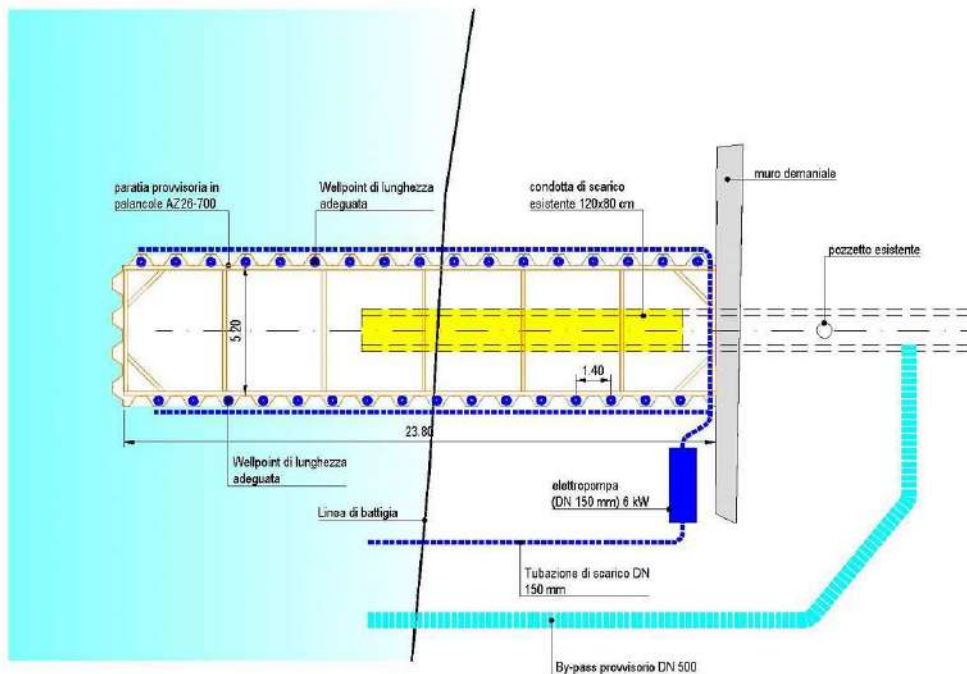 paratia provvisoria in
palancole AZ26-700
Wellpoint di lunghezza
adeguata
condotta di scarico
esistente 120x80 cm
muro demaniale
pozzetto esistente
5.20
1.40
23.80
Wellpoint di lunghezza
adeguata
Linea di battigia
elettropompa
(DN 150 mm) 6 kW
Tubazione di scarico DN
150 mm
By-pass provvisorio DN 500